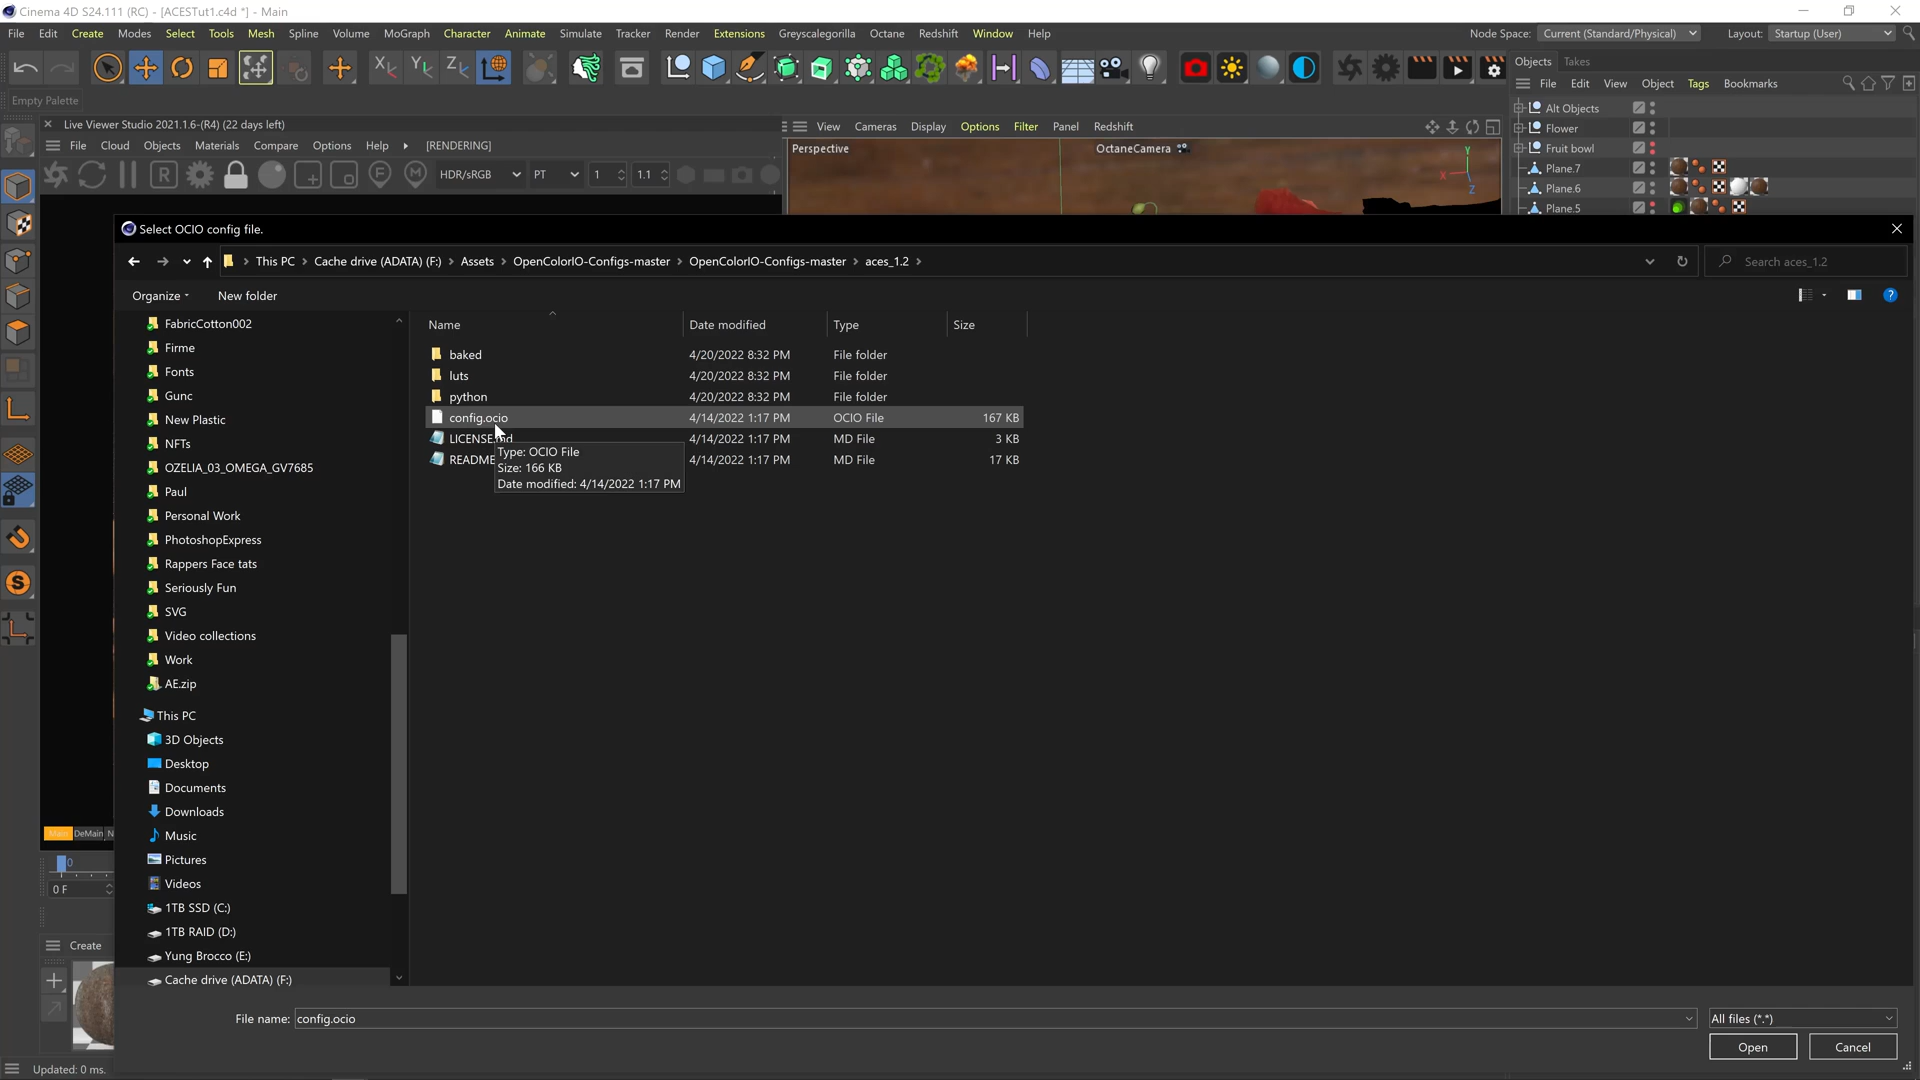 Cinema 4D S24.111 (RC) - [ACESTut1.c4d *] - Main
File Edit Create Modes Select Tools Mesh Spline Volume MoGraph Character Animate Simulate Tracker Render Extensions Greyscalegorilla Octane Redshift Window Help Node Space: Current (Standard/Physical) Layout: Startup (User)
Objects Takes
File Edit View Object Tags Bookmarks
Empty Palette
Alt Objects
Live Viewer Studio 2021.1.6-(R4) (22 days left)
View Cameras Display Options Filter Panel Redshift
Flower
File Cloud Objects Materials Compare Options Help [RENDERING]
Perspective OctaneCamera
Fruit bowl
Plane.7
HDR/sRGB PT 1 1.1
Y X Z
Plane.6
Plane.5
Select OCIO config file.
This PC Cache drive (ADATA) (F:) Assets OpenColorIO-Configs-master OpenColorIO-Configs-master aces_1.2
Search aces_1.2
Organize New folder
Name Date modified Type Size
baked 4/20/2022 8:32 PM File folder
luts 4/20/2022 8:32 PM File folder
python 4/20/2022 8:32 PM File folder
config.ocio 4/14/2022 1:17 PM OCIO File 167 KB
LICENSE.md 4/14/2022 1:17 PM MD File 3 KB
README 4/14/2022 1:17 PM MD File 17 KB
Type: OCIO File
Size: 166 KB
Date modified: 4/14/2022 1:17 PM
FabricCotton002
Firme
Fonts
Gunc
New Plastic
NFTs
OZELIA_03_OMEGA_GV7685
Paul
Personal Work
PhotoshopExpress
Rappers Face tats
Seriously Fun
SVG
Video collections
Work
AE.zip
This PC
3D Objects
Desktop
Documents
Downloads
Music
Pictures
Videos
1TB SSD (C:)
1TB RAID (D:)
Yung Brocco (E:)
Cache drive (ADATA) (F:)
Main DeMain N
0
0 F
Create
File name: config.ocio
All files (*.*)
Open Cancel
Updated: 0 ms.